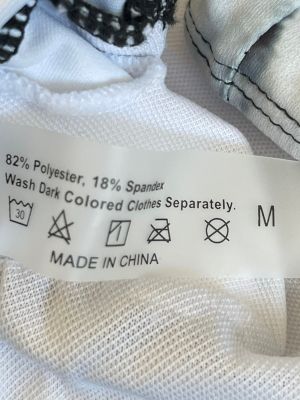 82% Polyester, 18% Spandex
Wash Dark Colored Clothes Separately.
30
M
MADE IN CHINA